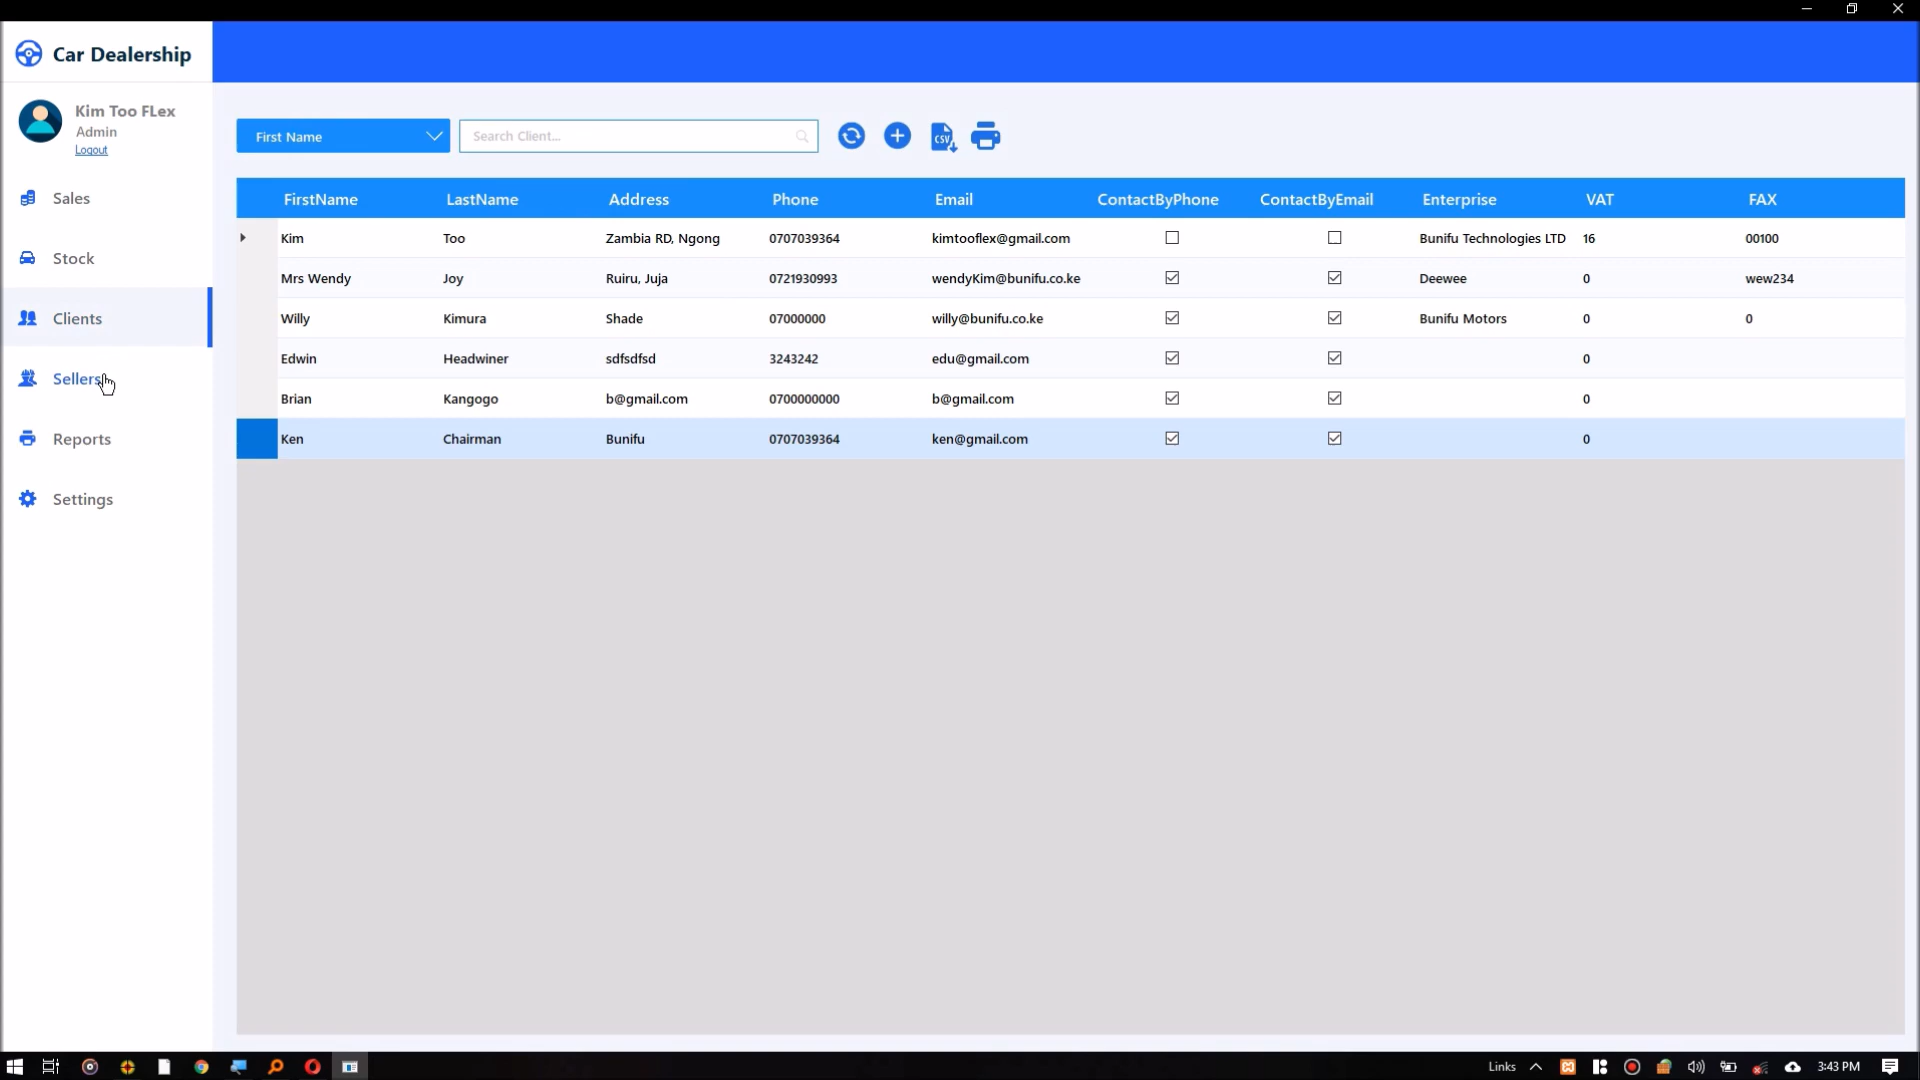 Car Dealership
Kim Too FLex
Admin
Logout
Sales
Stock
Clients
Sellers
Reports
Settings
First Name
Search Client...
CSV
FirstName LastName Address Phone Email ContactByPhone ContactByEmail Enterprise VAT FAX
Kim Too Zambia RD, Ngong 0707039364 kimtooflex@gmail.com Bunifu Technologies LTD 16 00100
Mrs Wendy Joy Ruiru, Juja 0721930993 wendyKim@bunifu.co.ke Deewee 0 wew234
Willy Kimura Shade 07000000 willy@bunifu.co.ke Bunifu Motors 0 0
Edwin Headwiner sdfsdfsd 3243242 edu@gmail.com 0
Brian Kangogo b@gmail.com 0700000000 b@gmail.com 0
Ken Chairman Bunifu 0707039364 ken@gmail.com 0
Links 3:43 PM